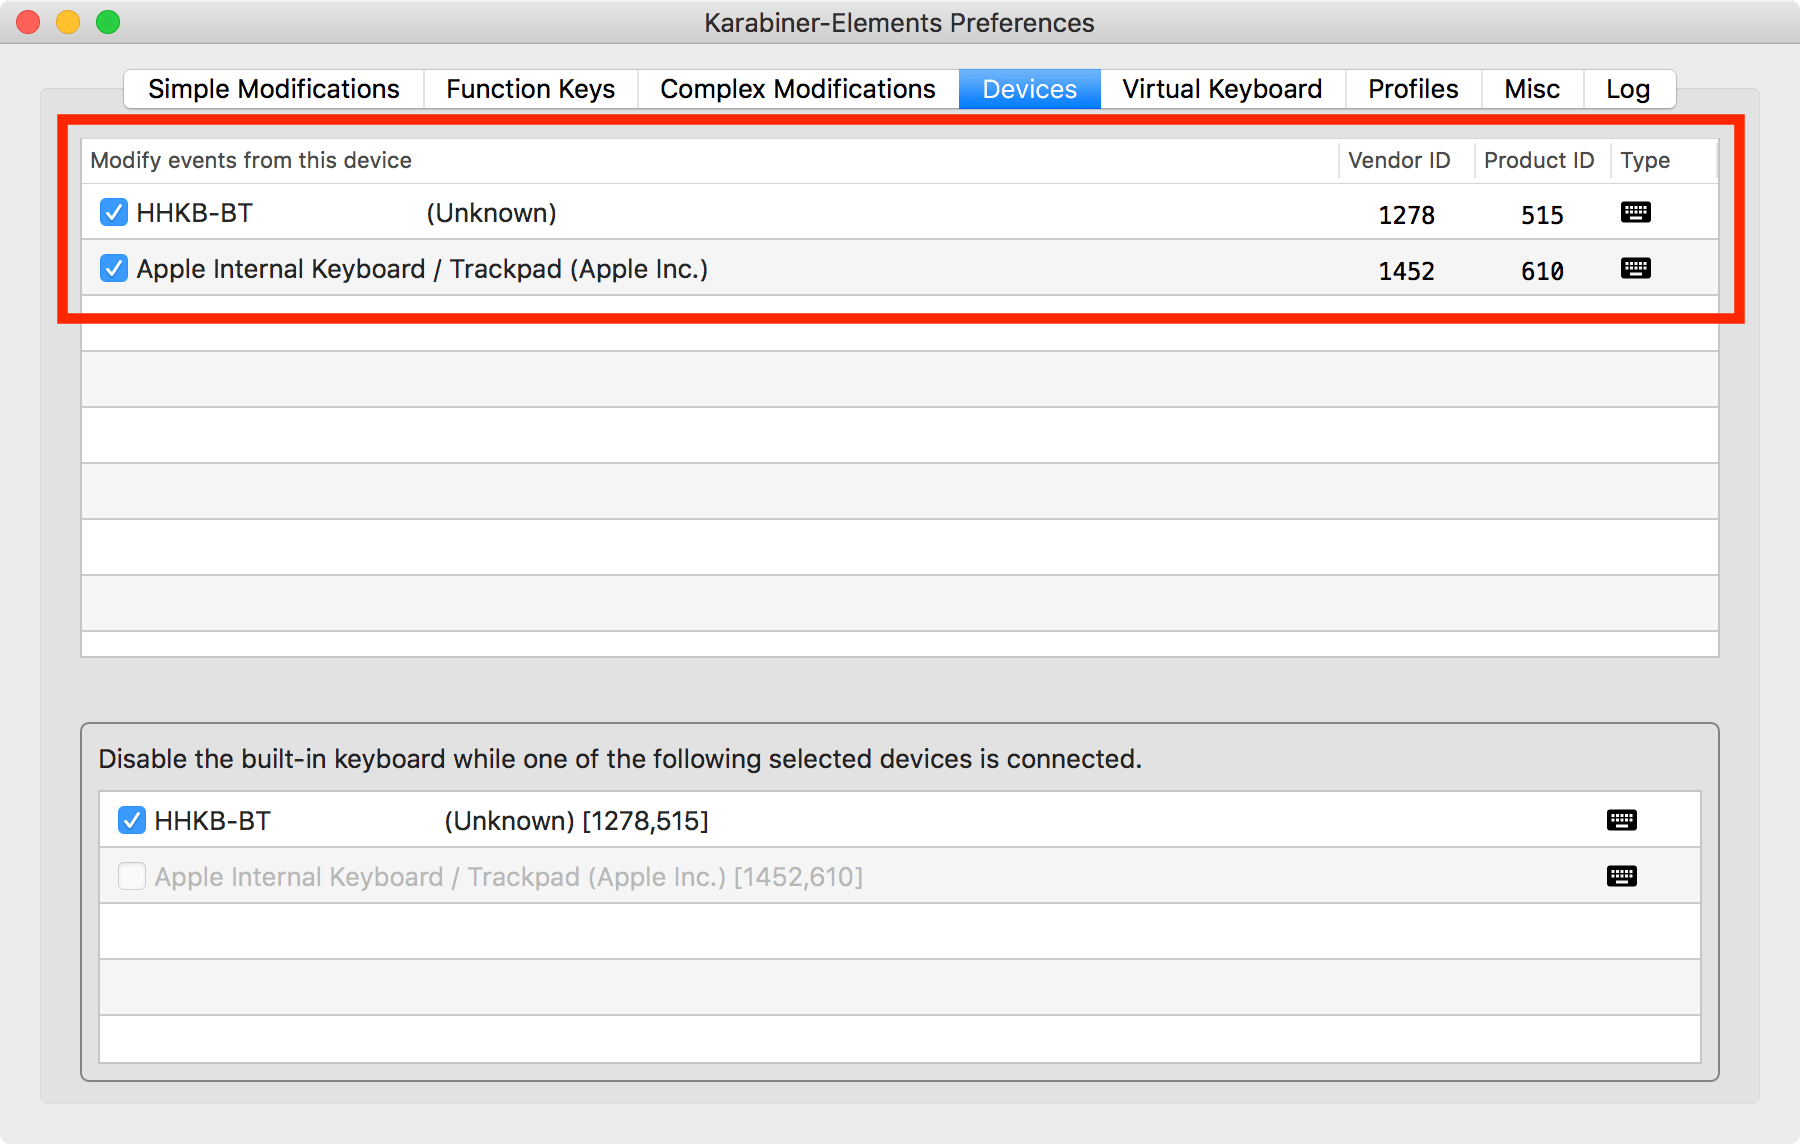 Karabiner-Elements Preferences
Simple Modifications Function Keys Complex Modifications Devices Virtual Keyboard Profiles Misc Log
Modify events from this device Vendor ID Product ID Type
HHKB-BT (Unknown) 1278 515
Apple Internal Keyboard / Trackpad (Apple Inc.) 1452 610
Disable the built-in keyboard while one of the following selected devices is connected.
HHKB-BT (Unknown) [1278,515]
Apple Internal Keyboard / Trackpad (Apple Inc.) [1452,610]